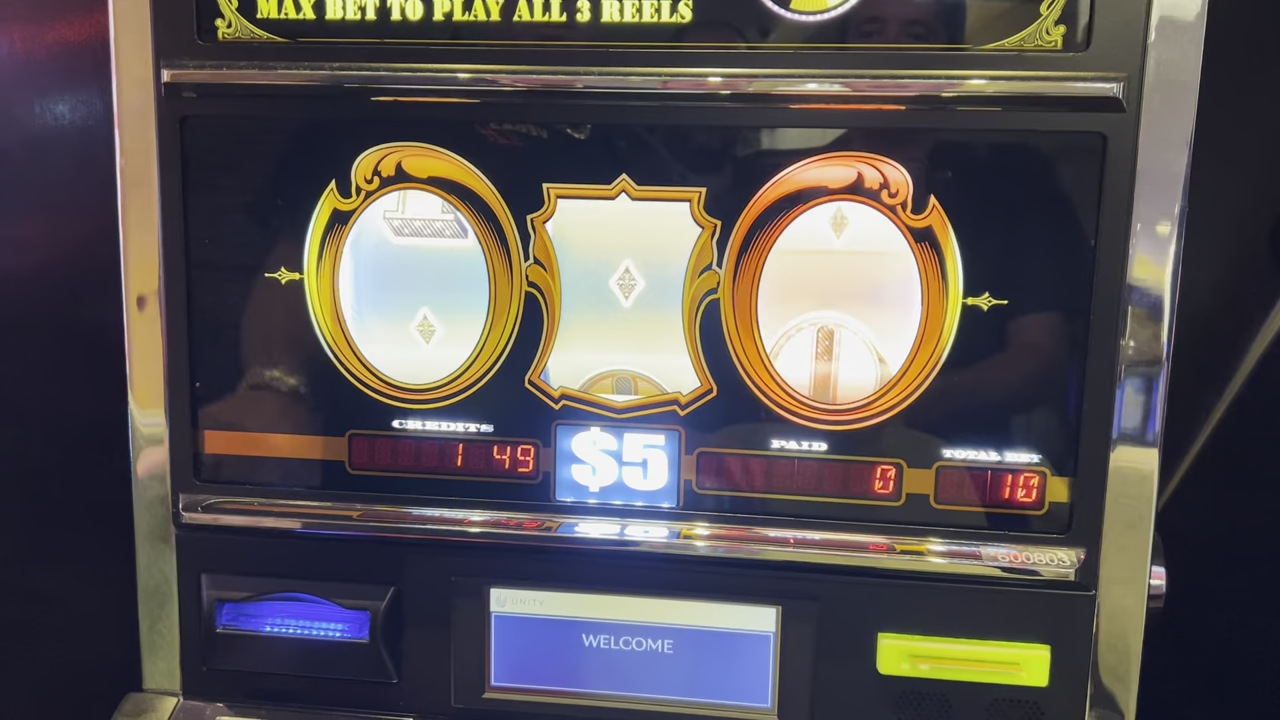 MAX BET TO PLAY ALL 3 REELS
CREDITS
1 49
$5
PAID
0
TOTAL BET
10
600803
UNITY
WELCOME